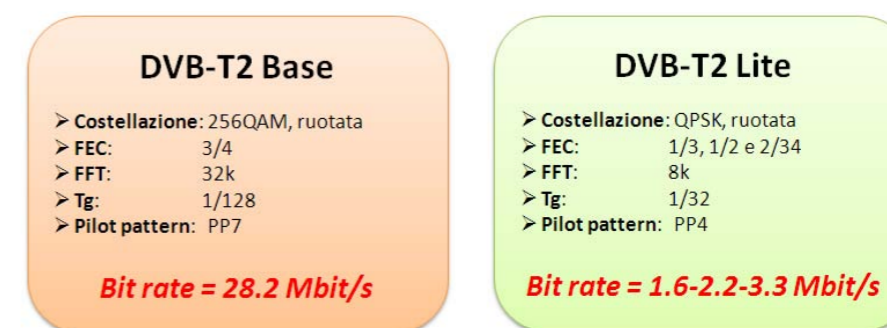 DVB-T2 Base
➢ Costellazione: 256QAM, ruotata
➢ FEC: 3/4
➢ FFT: 32k
➢ Tg: 1/128
➢ Pilot pattern: PP7
Bit rate = 28.2 Mbit/s
DVB-T2 Lite
➢ Costellazione: QPSK, ruotata
➢ FEC: 1/3, 1/2 e 2/34
➢ FFT: 8k
➢ Tg: 1/32
➢ Pilot pattern: PP4
Bit rate = 1.6-2.2-3.3 Mbit/s